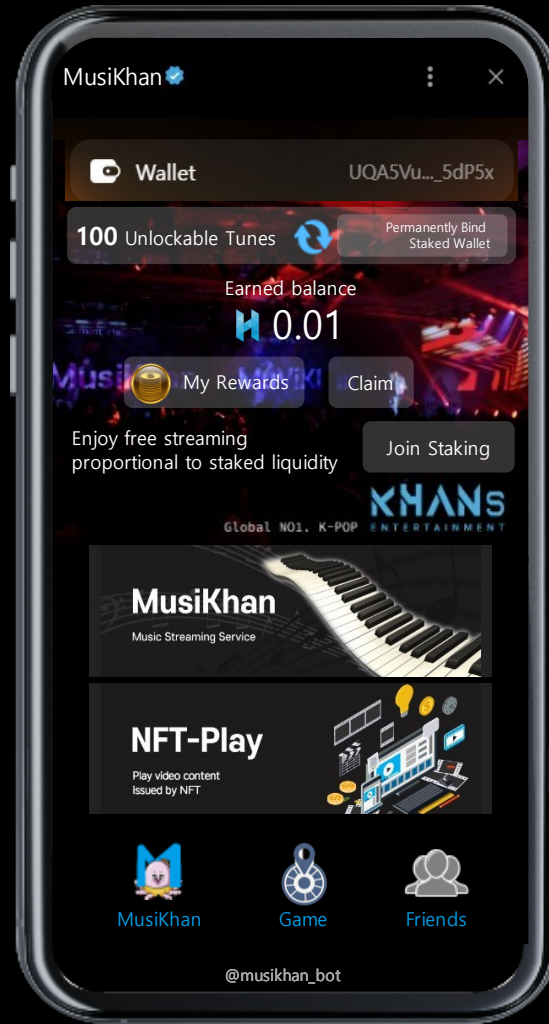 MusiKhan
Wallet UQA5Vu..._5dP5x
100 Unlockable Tunes
Permanently Bind
Staked Wallet
Earned balance
0.01
My Rewards
Claim
Enjoy free streaming
proportional to staked liquidity
Join Staking
KHANs
Global NO1. K-POP ENTERTAINMENT
MusiKhan
Music Streaming Service
NFT-Play
Play video content
issued by NFT
MusiKhan Game Friends
@musikhan_bot